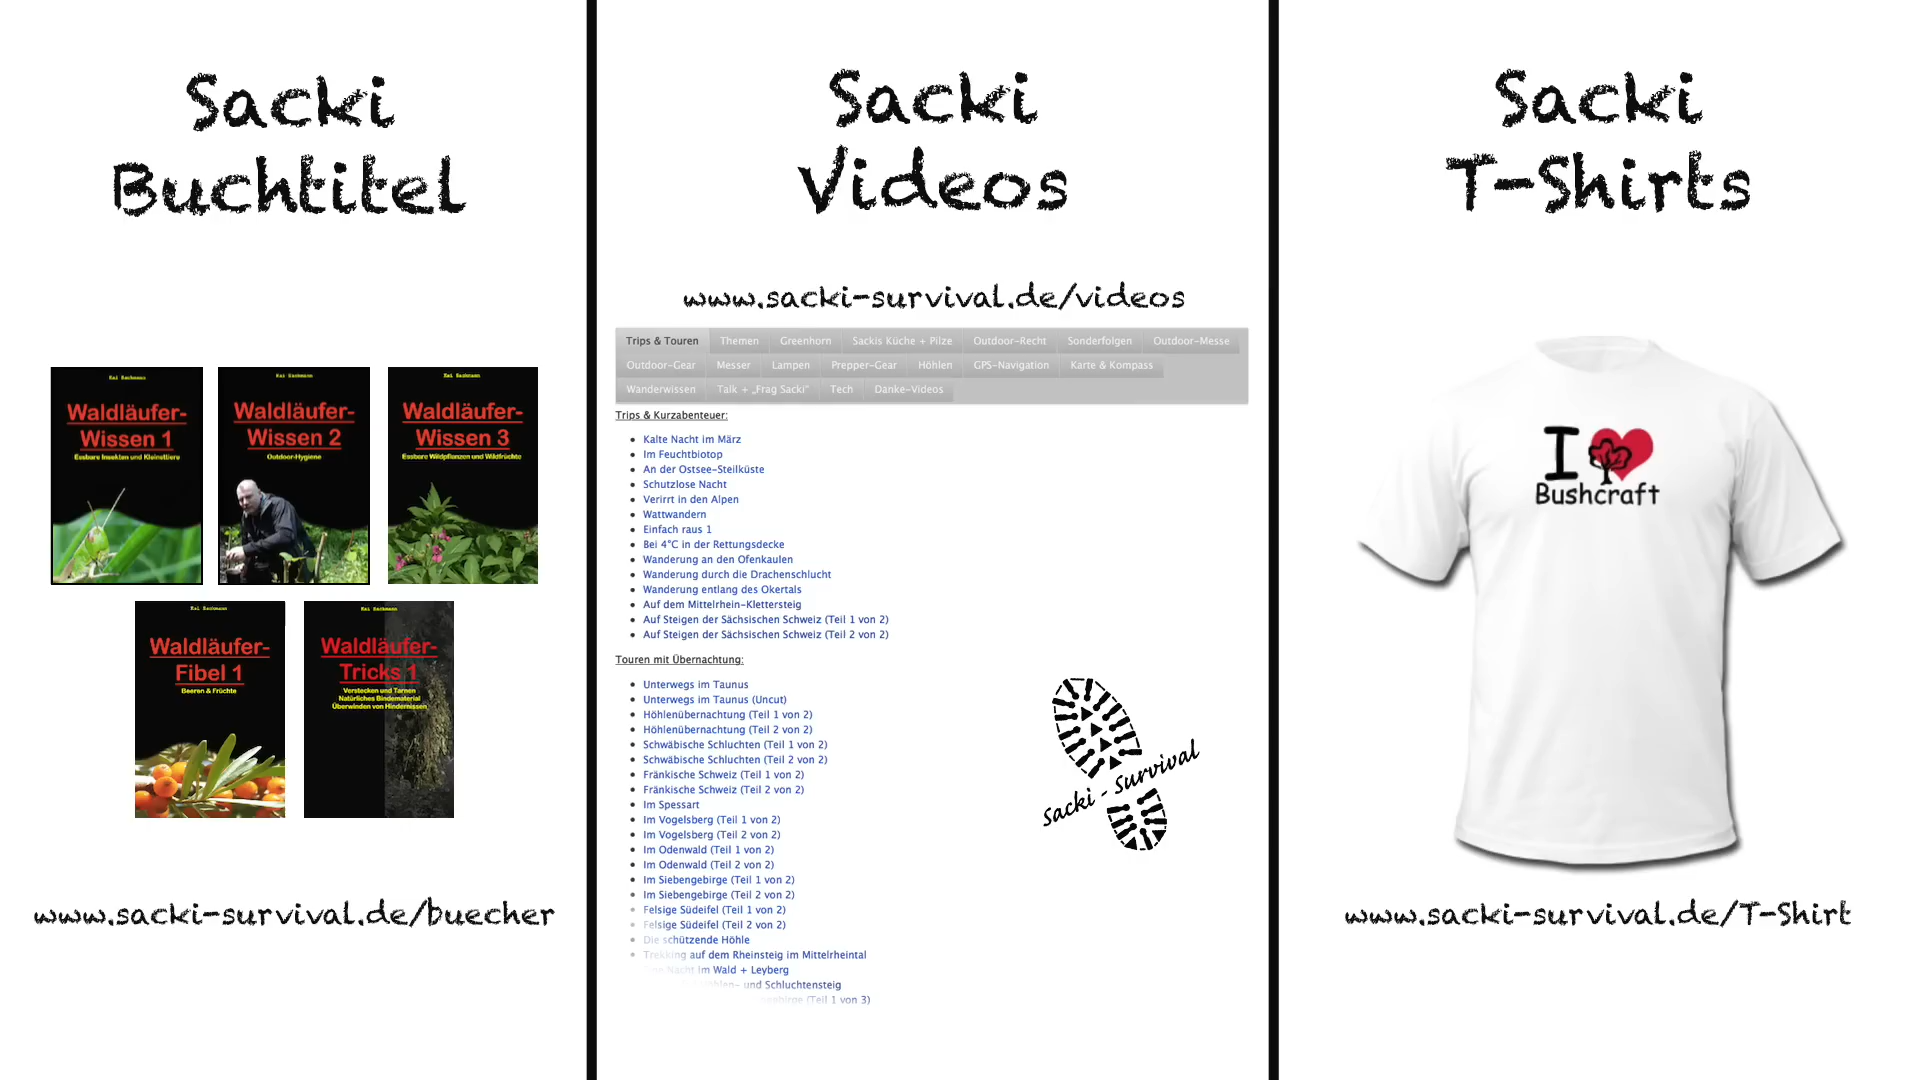 Sacki
Buchtitel
Kai Sackmann
Waldläufer-
Wissen 1
Essbare Insekten und Kleinsttiere
Kai Sackmann
Waldläufer-
Wissen 2
Outdoor-Hygiene
Kai Sackmann
Waldläufer-
Wissen 3
Essbare Wildpflanzen und Wildfrüchte
Kai Sackmann
Waldläufer-
Fibel 1
Beeren & Früchte
Kai Sackmann
Waldläufer-
Tricks 1
Verstecken und Tarnen
Natürliches Bindematerial
Überwinden von Hindernissen
www.sacki-survival.de/buecher
Sacki
Videos
www.sacki-survival.de/videos
Trips & Touren Themen Greenhorn Sackis Küche + Pilze Outdoor-Recht Sonderfolgen Outdoor-Messe
Outdoor-Gear Messer Lampen Prepper-Gear Höhlen GPS-Navigation Karte & Kompass
Wanderwissen Talk + „Frag Sacki" Tech Danke-Videos
Trips & Kurzabenteuer:
Kalte Nacht im März
Im Feuchtbiotop
An der Ostsee-Steilküste
Schutzlose Nacht
Verirrt in den Alpen
Wattwandern
Einfach raus 1
Bei 4°C in der Rettungsdecke
Wanderung an den Ofenkaulen
Wanderung durch die Drachenschlucht
Wanderung entlang des Okertals
Auf dem Mittelrhein-Klettersteig
Auf Steigen der Sächsischen Schweiz (Teil 1 von 2)
Auf Steigen der Sächsischen Schweiz (Teil 2 von 2)
Touren mit Übernachtung:
Unterwegs im Taunus
Unterwegs im Taunus (Uncut)
Höhlenübernachtung (Teil 1 von 2)
Höhlenübernachtung (Teil 2 von 2)
Schwäbische Schluchten (Teil 1 von 2)
Schwäbische Schluchten (Teil 2 von 2)
Fränkische Schweiz (Teil 1 von 2)
Fränkische Schweiz (Teil 2 von 2)
Im Spessart
Im Vogelsberg (Teil 1 von 2)
Im Vogelsberg (Teil 2 von 2)
Im Odenwald (Teil 1 von 2)
Im Odenwald (Teil 2 von 2)
Im Siebengebirge (Teil 1 von 2)
Im Siebengebirge (Teil 2 von 2)
Felsige Südeifel (Teil 1 von 2)
Felsige Südeifel (Teil 2 von 2)
Die schützende Höhle
Trekking auf dem Rheinsteig im Mittelrheintal
Nacht im Wald + Leyberg
und Schluchtensteig
(Teil 1 von 3)
Sacki - Survival
Sacki
T-Shirts
I
Bushcraft
www.sacki-survival.de/T-Shirt